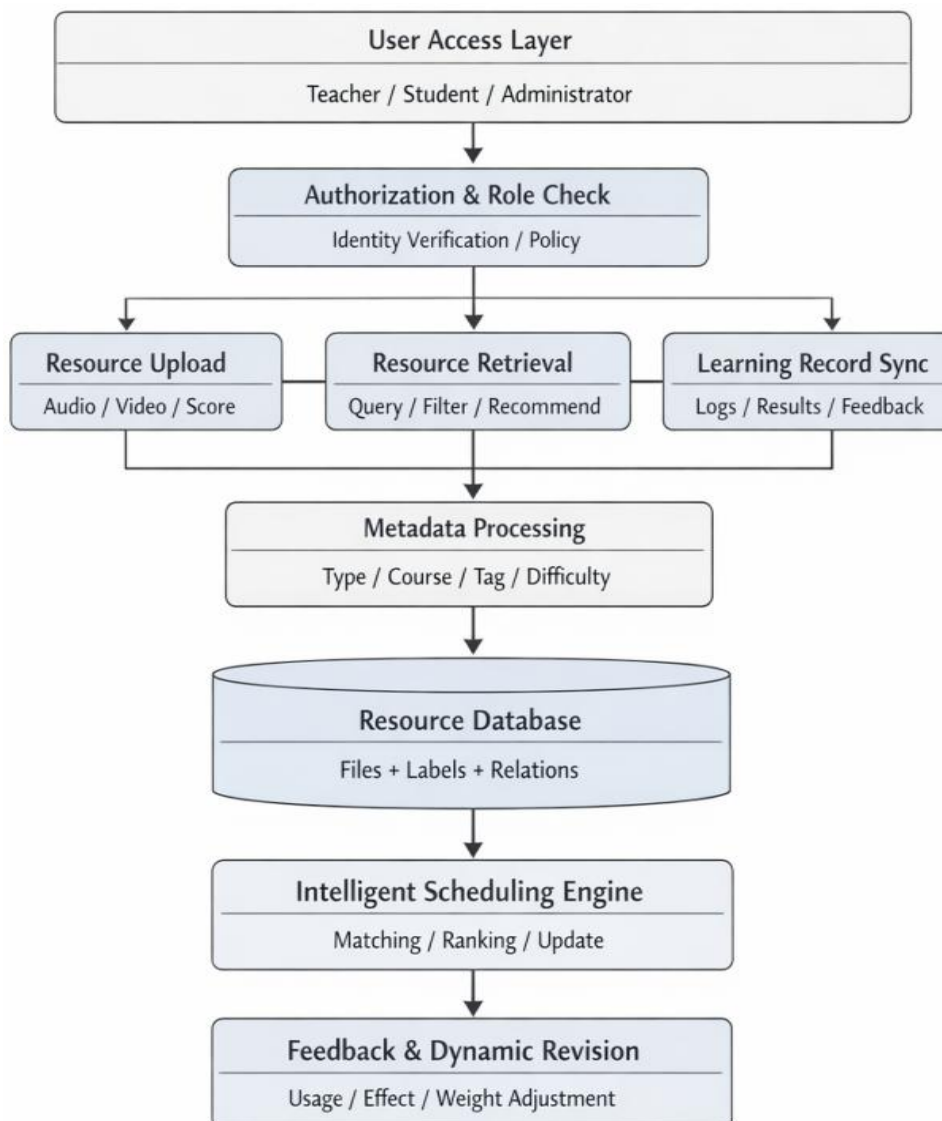 User Access Layer
Teacher / Student / Administrator
Authorization & Role Check
Identity Verification / Policy
Resource Upload
Audio / Video / Score
Resource Retrieval
Query / Filter / Recommend
Learning Record Sync
Logs / Results / Feedback
Metadata Processing
Type / Course / Tag / Difficulty
Resource Database
Files + Labels + Relations
Intelligent Scheduling Engine
Matching / Ranking / Update
Feedback & Dynamic Revision
Usage / Effect / Weight Adjustment